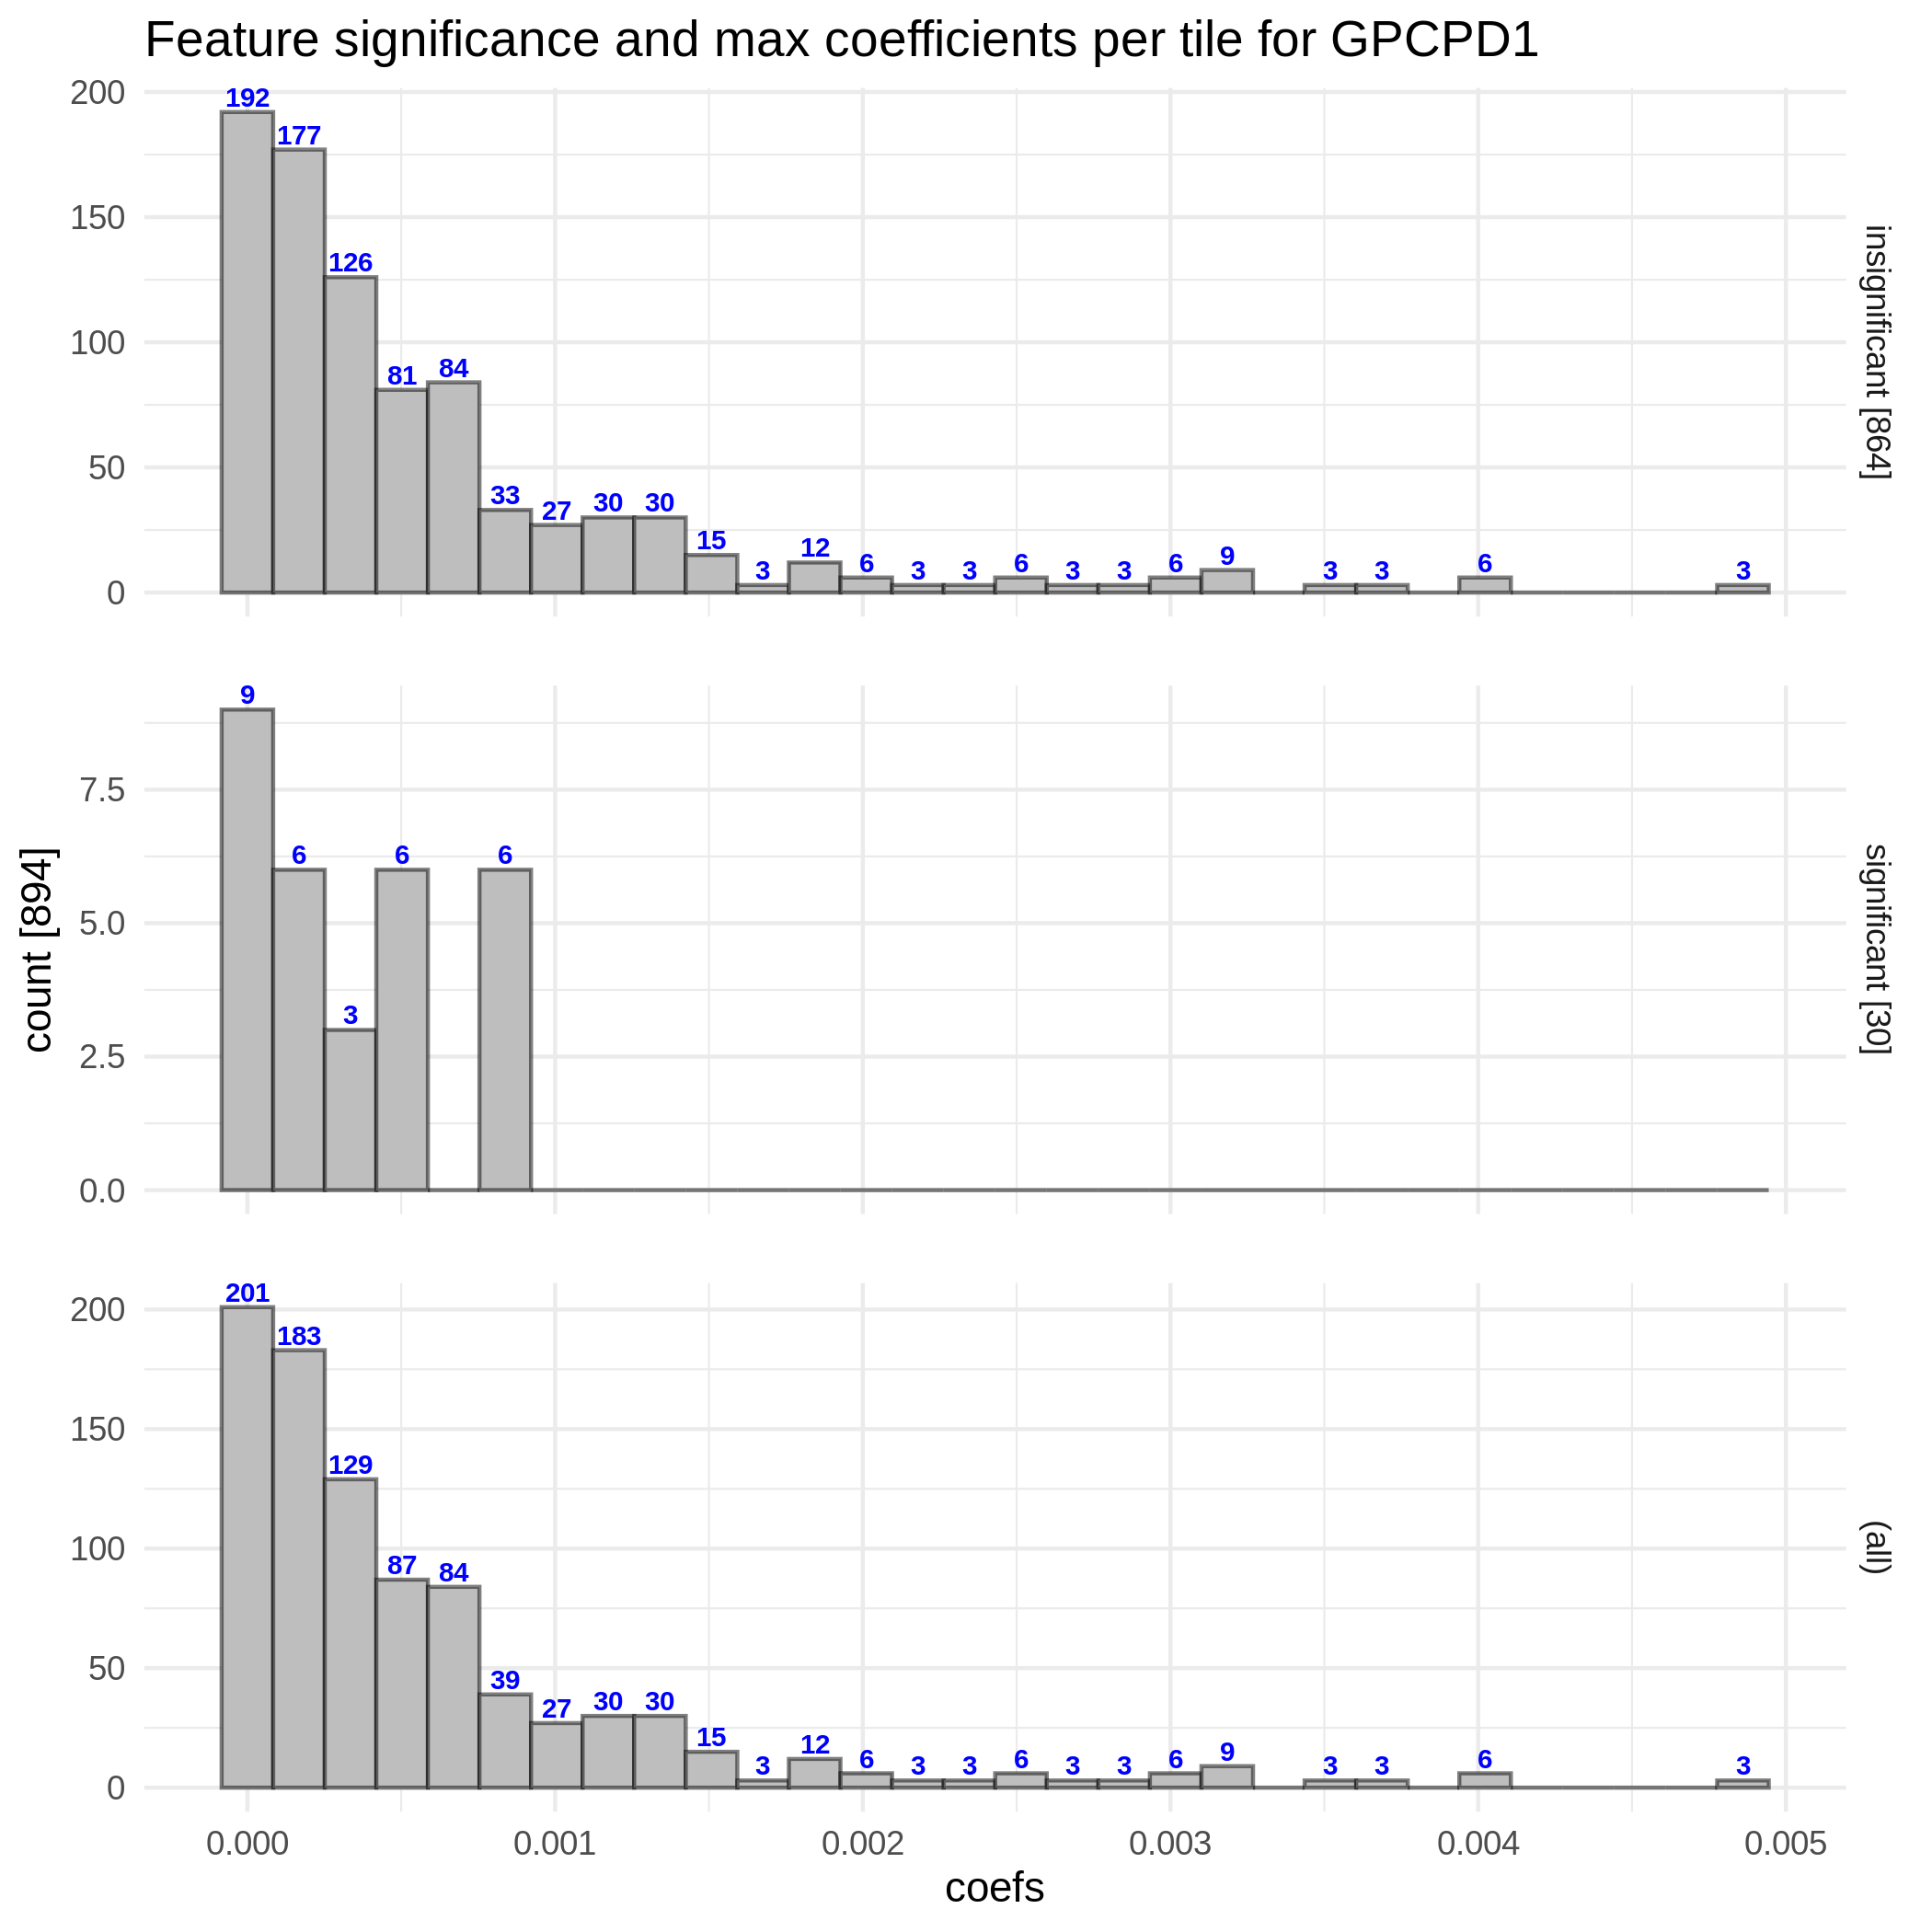 Feature significance and max coefficients per tile for GPCPD1
200
150
100
50
0
192 177 126 81 84 33 27 30 30 15 3 12 6 3 3 6 3 3 6 9 3 3 6 3
insignificant [864]
count [894]
7.5
5.0
2.5
0.0
9 6 3 6 6
significant [30]
200
150
100
50
0
201 183 129 87 84 39 27 30 30 15 3 12 6 3 3 6 3 3 6 9 3 3 6 3
(all)
0.000 0.001 0.002 0.003 0.004 0.005
coefs